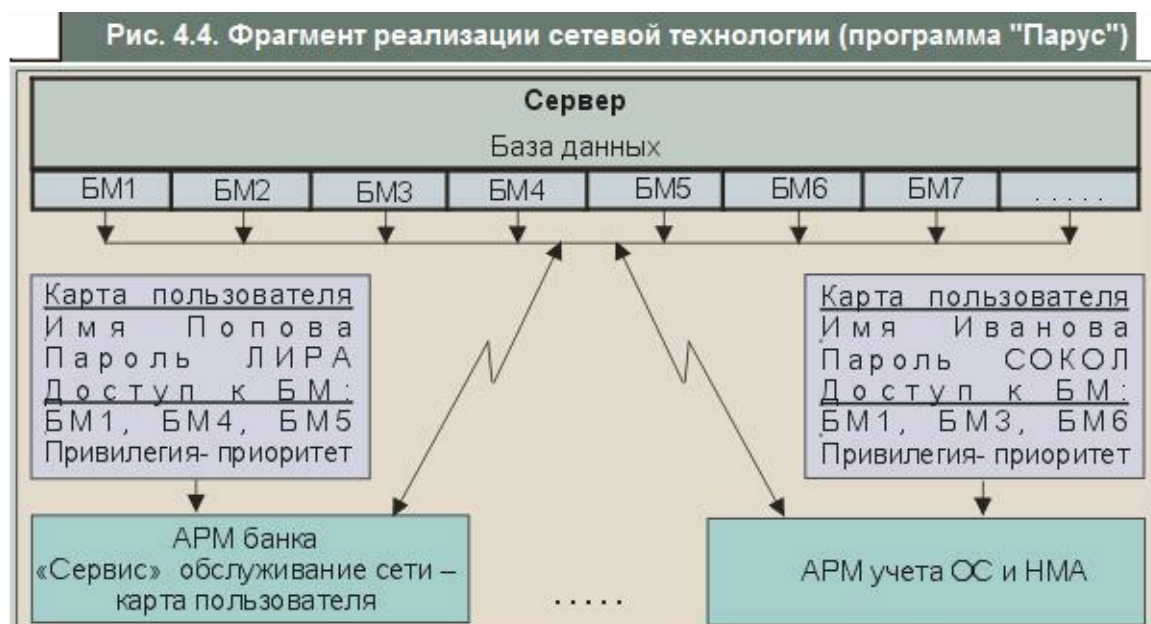 Рис. 4.4. Фрагмент реализации сетевой технологии (программа "Парус")
Сервер
База данных
БМ1 БМ2 БМ3 БМ4 БМ5 БМ6 БМ7 . . . . .
Карта пользователя
Имя Попова
Пароль ЛИРА
Доступ к БМ:
БМ1, БМ4, БМ5
Привилегия- приоритет
Карта пользователя
Имя Иванова
Пароль СОКОЛ
Доступ к БМ:
БМ1, БМ3, БМ6
Привилегия- приоритет
АРМ банка
«Сервис» обслуживание сети –
карта пользователя
. . . . .
АРМ учета ОС и НМА